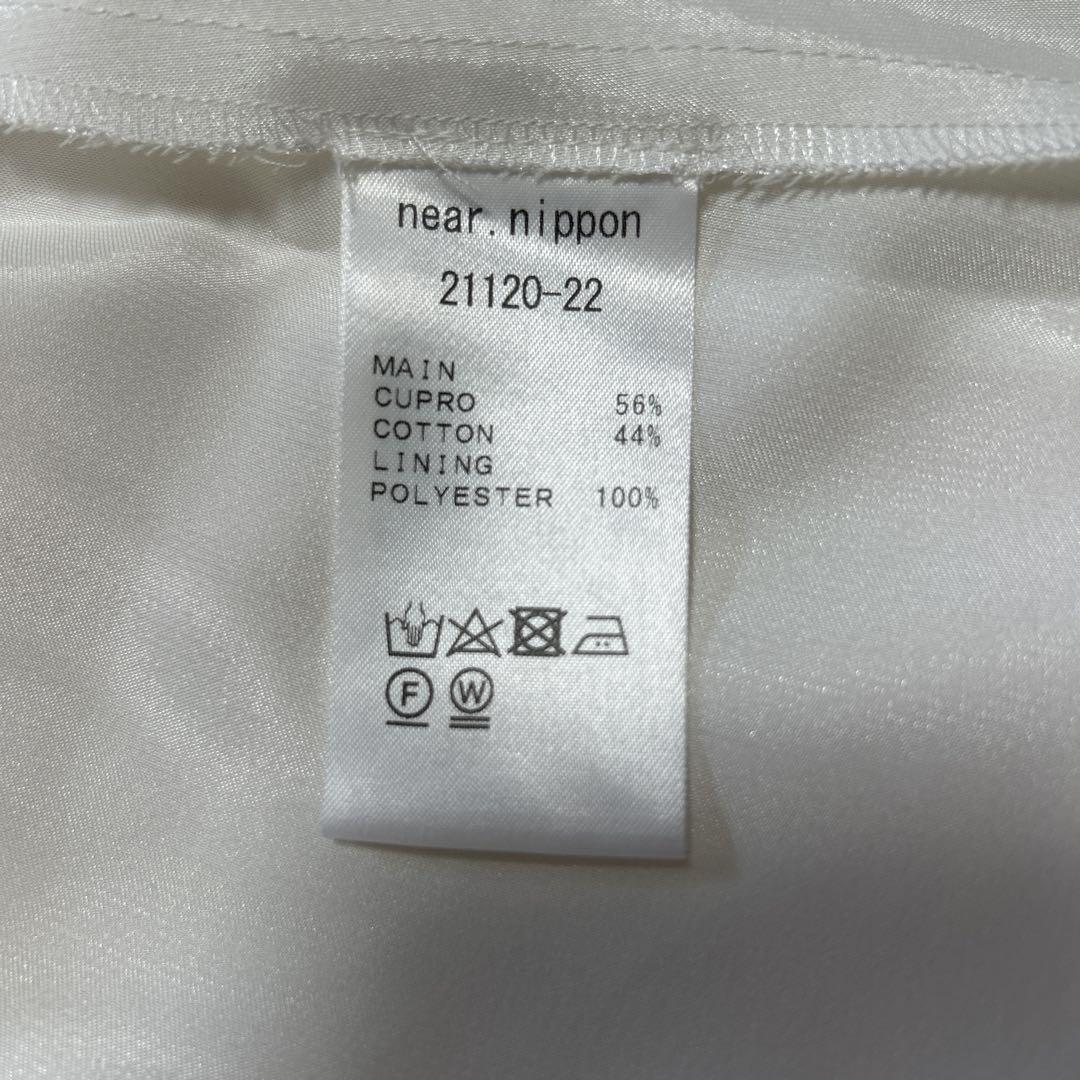 near.nippon
21120-22
MAIN
CUPRO 56%
COTTON 44%
LINING
POLYESTER 100%
F W